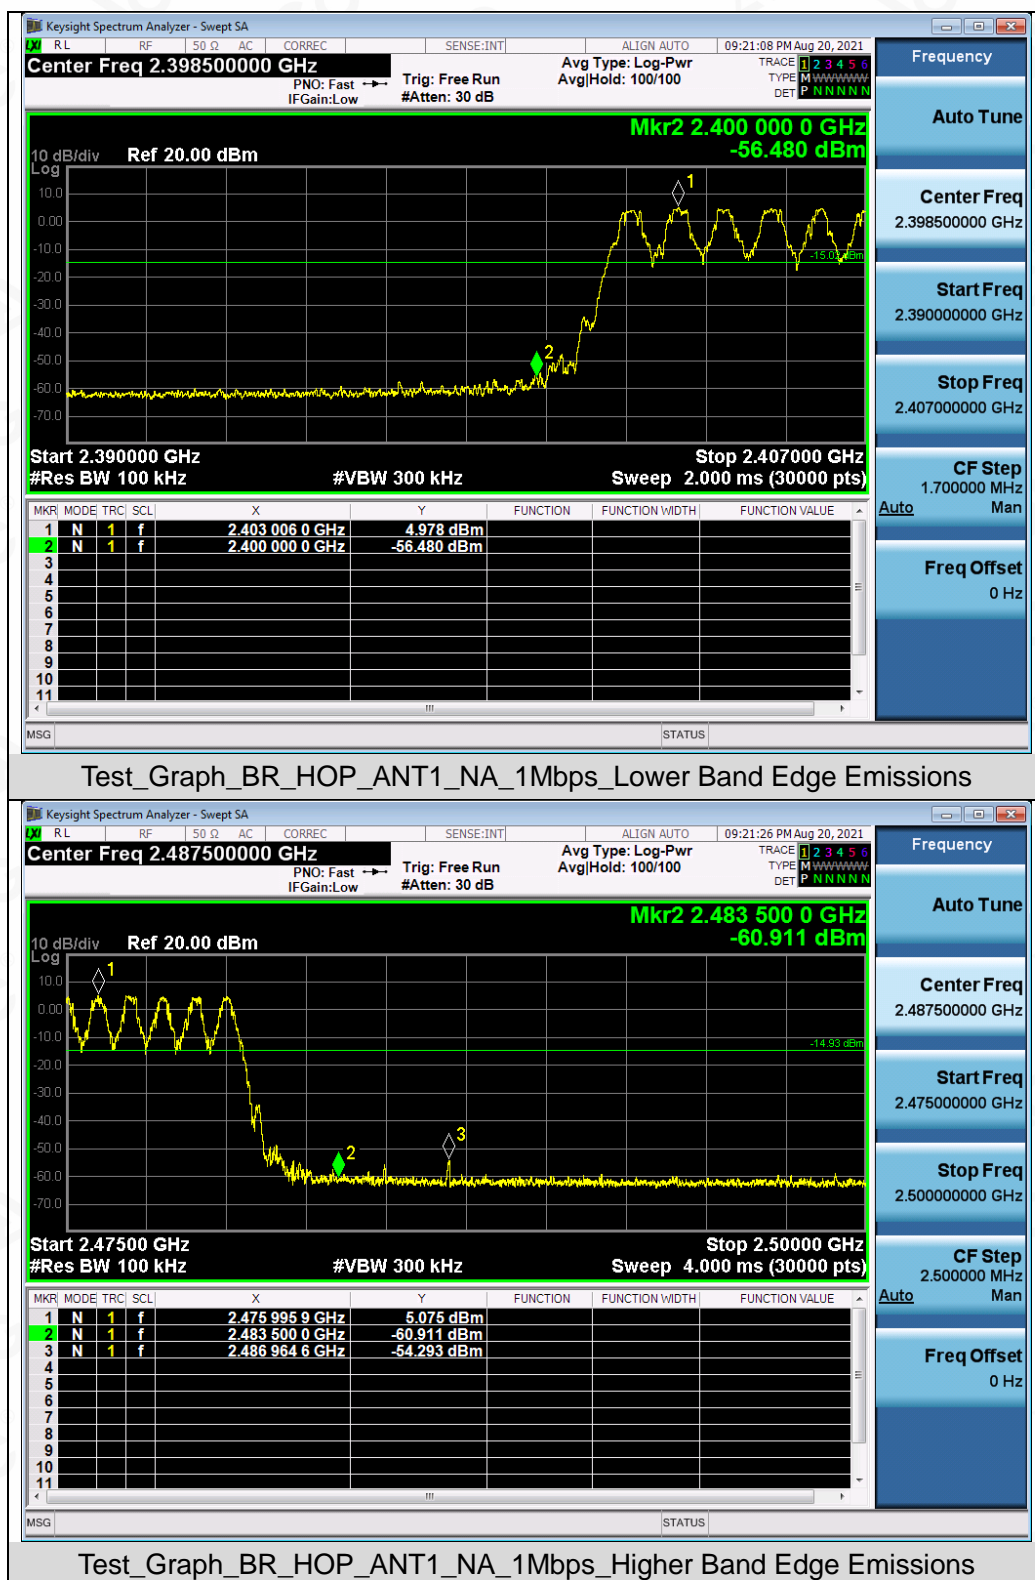 Keysight Spectrum Analyzer - Swept SA
LXI RL RF 50 Ω AC CORREC SENSE:INT ALIGN AUTO 09:21:08 PM Aug 20, 2021
Center Freq 2.398500000 GHz
PNO: Fast
IFGain:Low
Trig: Free Run
#Atten: 30 dB
Avg Type: Log-Pwr
Avg|Hold: 100/100
TRACE 1 2 3 4 5 6
TYPE M W W W W W
DET P N N N N N
Mkr2 2.400 000 0 GHz
-56.480 dBm
10 dB/div Ref 20.00 dBm
Log
10.0
0.00
-10.0
-20.0
-30.0
-40.0
-50.0
-60.0
-70.0
1
2
Start 2.390000 GHz Stop 2.407000 GHz
#Res BW 100 kHz #VBW 300 kHz Sweep 2.000 ms (30000 pts)
MKR MODE TRC SCL X Y FUNCTION FUNCTION WIDTH FUNCTION VALUE
1 N 1 f 2.403 006 0 GHz 4.978 dBm
2 N 1 f 2.400 000 0 GHz -56.480 dBm
3
4
5
6
7
8
9
10
11
MSG STATUS
Frequency
Auto Tune
Center Freq
2.398500000 GHz
Start Freq
2.390000000 GHz
Stop Freq
2.407000000 GHz
CF Step
1.700000 MHz
Auto Man
Freq Offset
0 Hz
Test_Graph_BR_HOP_ANT1_NA_1Mbps_Lower Band Edge Emissions
Keysight Spectrum Analyzer - Swept SA
LXI RL RF 50 Ω AC CORREC SENSE:INT ALIGN AUTO 09:21:26 PM Aug 20, 2021
Center Freq 2.487500000 GHz
PNO: Fast
IFGain:Low
Trig: Free Run
#Atten: 30 dB
Avg Type: Log-Pwr
Avg|Hold: 100/100
TRACE 1 2 3 4 5 6
TYPE M W W W W W
DET P N N N N N
Mkr2 2.483 500 0 GHz
-60.911 dBm
10 dB/div Ref 20.00 dBm
Log
10.0
0.00
-10.0
-20.0
-30.0
-40.0
-50.0
-60.0
-70.0
1
-14.93 dBm
2
3
Start 2.47500 GHz Stop 2.50000 GHz
#Res BW 100 kHz #VBW 300 kHz Sweep 4.000 ms (30000 pts)
MKR MODE TRC SCL X Y FUNCTION FUNCTION WIDTH FUNCTION VALUE
1 N 1 f 2.475 995 9 GHz 5.075 dBm
2 N 1 f 2.483 500 0 GHz -60.911 dBm
3 N 1 f 2.486 964 6 GHz -54.293 dBm
4
5
6
7
8
9
10
11
MSG STATUS
Frequency
Auto Tune
Center Freq
2.487500000 GHz
Start Freq
2.475000000 GHz
Stop Freq
2.500000000 GHz
CF Step
2.500000 MHz
Auto Man
Freq Offset
0 Hz
Test_Graph_BR_HOP_ANT1_NA_1Mbps_Higher Band Edge Emissions